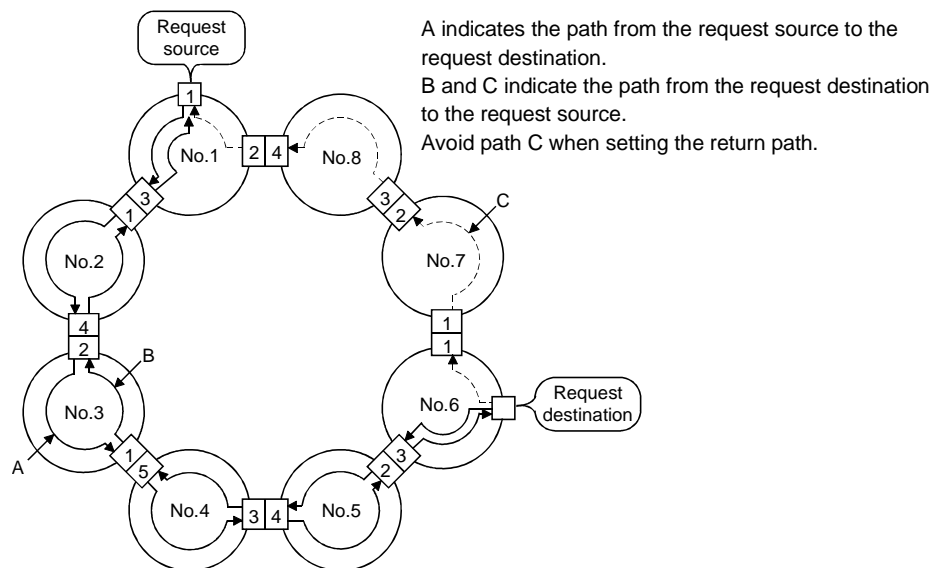 Request
source
A indicates the path from the request source to the
request destination.
B and C indicate the path from the request destination
to the request source.
Avoid path C when setting the return path.
1
No.1
2 4
No.8
3
1
3
2
C
No.2
No.7
4
2
1
1
B
No.3
No.6
Request
destination
A
1
5
3
2
No.4
3 4
No.5